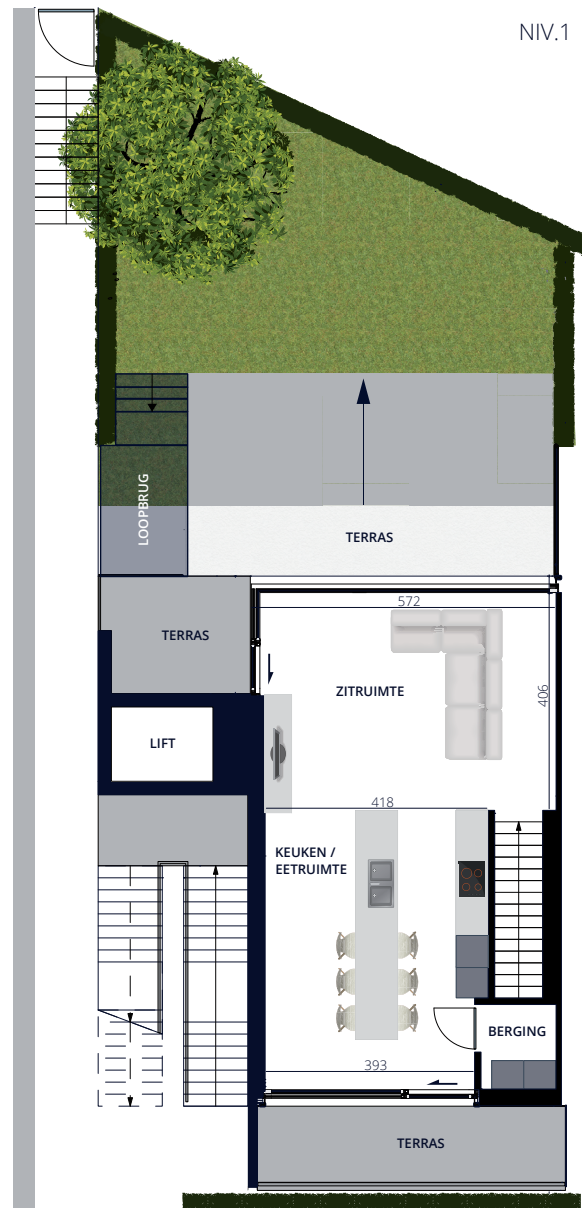 NIV.1
LOOPBRUG
TERRAS
572
TERRAS
ZITRUIMTE
406
LIFT
418
KEUKEN /
EETRUIMTE
BERGING
393
TERRAS